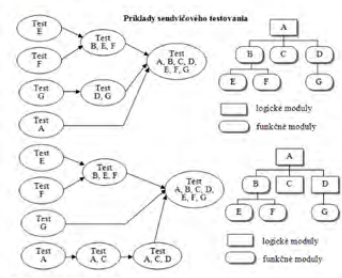 Príklady sendvičového testovania
Test
E
Test
F
Test
B, E, F
Test
G
Test
D, G
Test
A
Test
A, B, C, D,
E, F, G
A
B
C
D
E
F
G
logické moduly
funkčné moduly
Test
E
Test
F
Test
B, E, F
Test
G
Test
A
Test
A, C
Test
A, C, D
Test
A, B, C, D,
E, F, G
A
B
C
D
E
F
G
logické moduly
funkčné moduly